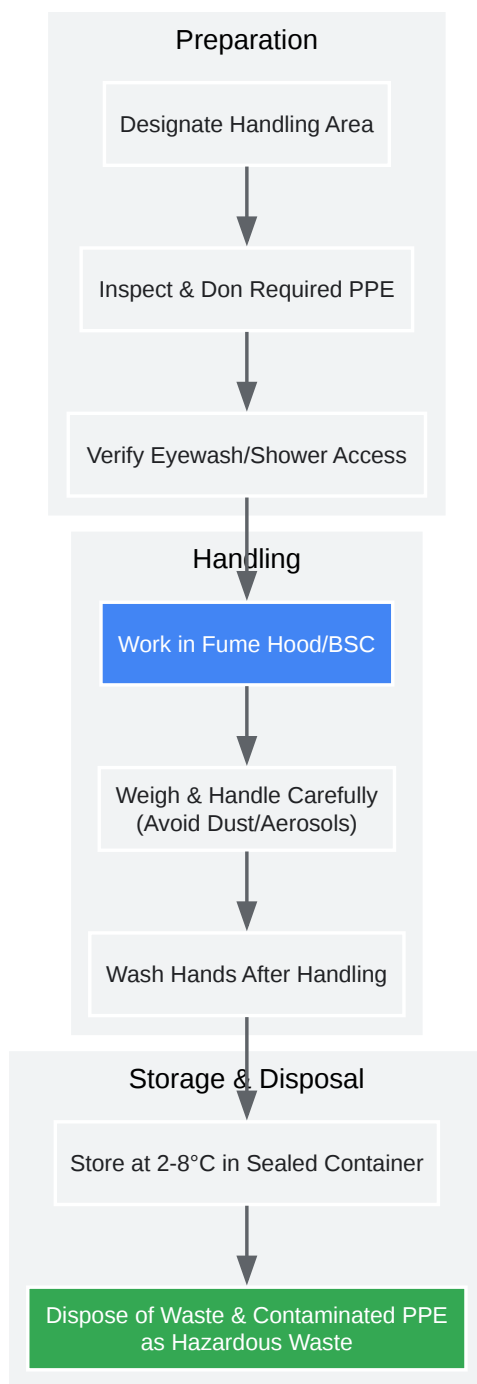 Preparation
Designate Handling Area
Inspect & Don Required PPE
Verify Eyewash/Shower Access
Handling
Work in Fume Hood/BSC
Weigh & Handle Carefully
(Avoid Dust/Aerosols)
Wash Hands After Handling
Storage & Disposal
Store at 2-8°C in Sealed Container
Dispose of Waste & Contaminated PPE
as Hazardous Waste